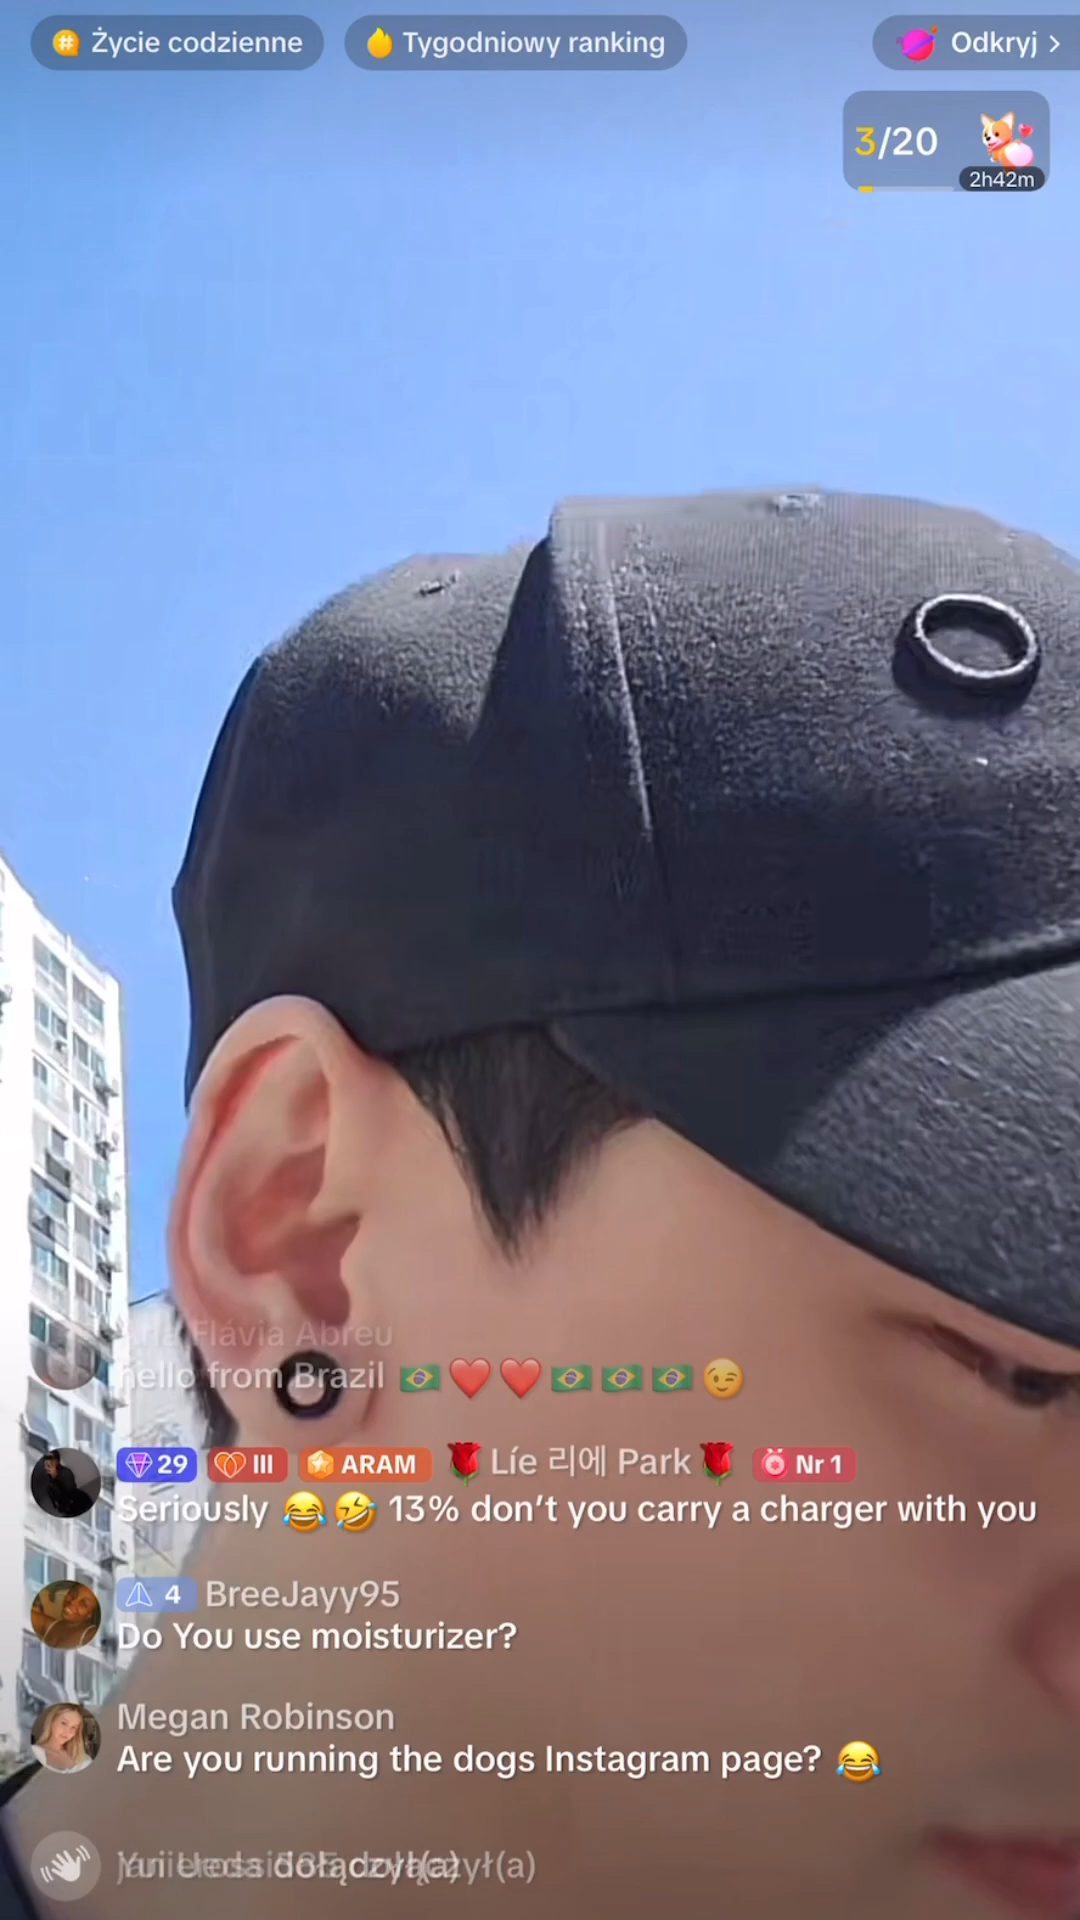 Życie codzienne
Tygodniowy ranking
Odkryj >
3/20
2h42m
Flávia Abreu
hello from Brazil 🇧🇷❤️❤️🇧🇷🇧🇷🇧🇷😉
29 III ARAM 🌹Líe 리에 Park🌹 Nr 1
Seriously 😂🤣 13% don’t you carry a charger with you
4 BreeJayy95
Do You use moisturizer?
Megan Robinson
Are you running the dogs Instagram page? 😂